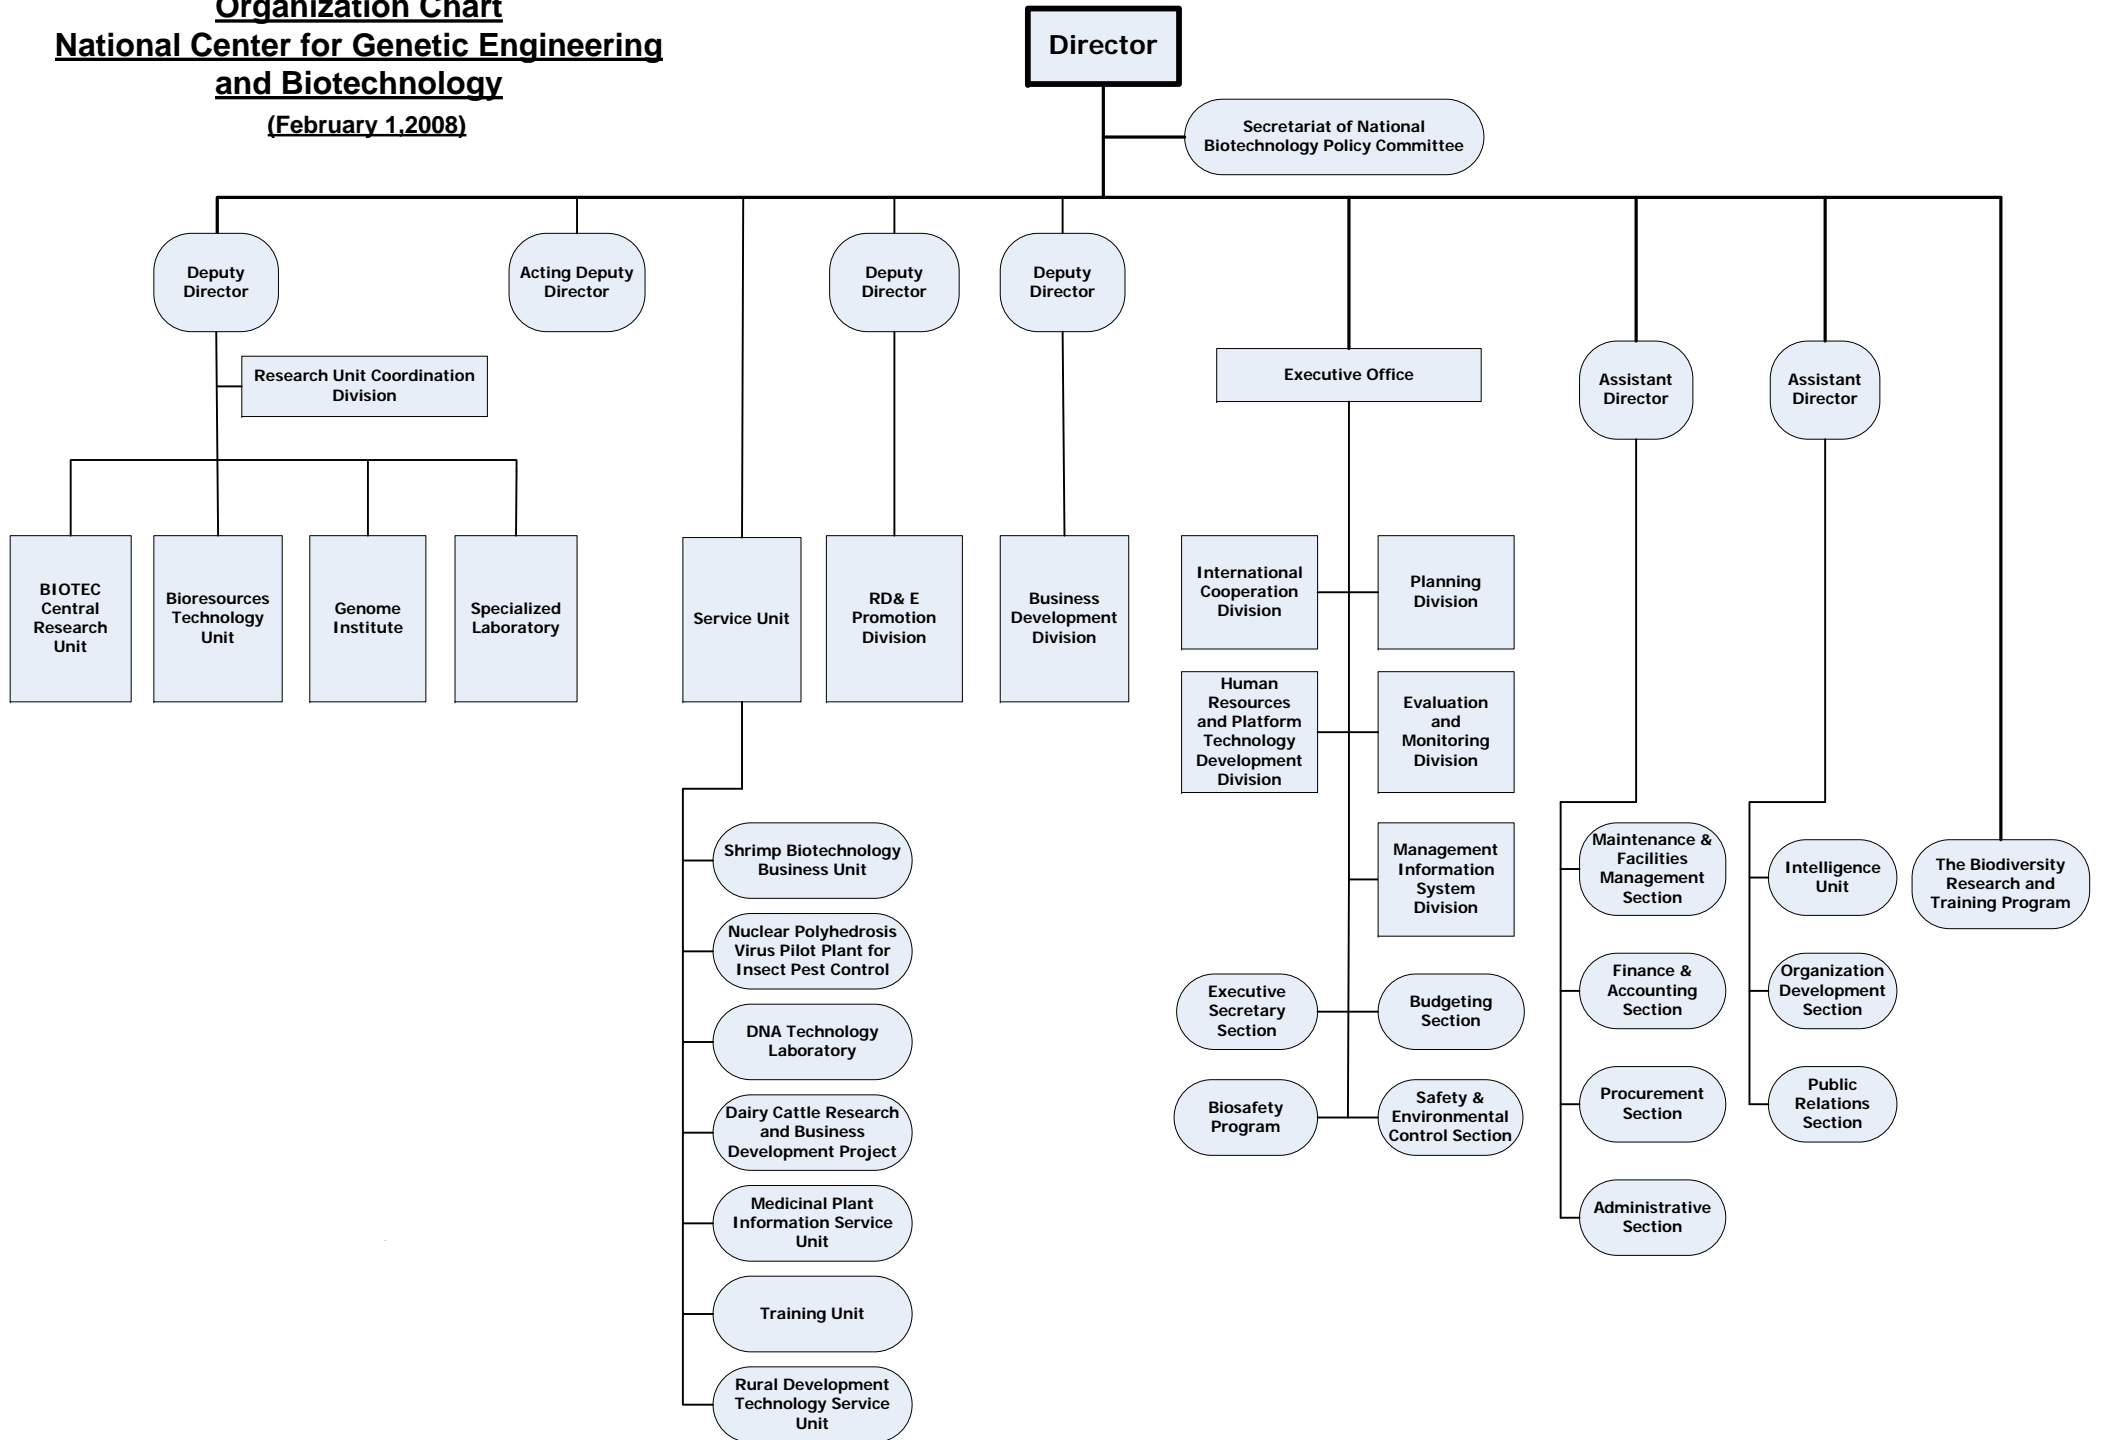 Organization Chart
National Center for Genetic Engineering
and Biotechnology
(February 1,2008)
Director
Secretariat of National
Biotechnology Policy Committee
Deputy
Director
Acting Deputy
Director
Deputy
Director
Deputy
Director
Research Unit Coordination
Division
Executive Office
Assistant
Director
Assistant
Director
BIOTEC
Central
Research
Unit
Bioresources
Technology
Unit
Genome
Institute
Specialized
Laboratory
Service Unit
RD& E
Promotion
Division
Business
Development
Division
International
Cooperation
Division
Planning
Division
Human
Resources
and Platform
Technology
Development
Division
Evaluation
and
Monitoring
Division
Management
Information
System
Division
Executive
Secretary
Section
Budgeting
Section
Biosafety
Program
Safety &
Environmental
Control Section
Shrimp Biotechnology
Business Unit
Nuclear Polyhedrosis
Virus Pilot Plant for
Insect Pest Control
DNA Technology
Laboratory
Dairy Cattle Research
and Business
Development Project
Medicinal Plant
Information Service
Unit
Training Unit
Rural Development
Technology Service
Unit
Maintenance &
Facilities
Management
Section
Finance &
Accounting
Section
Procurement
Section
Administrative
Section
Intelligence
Unit
Organization
Development
Section
Public
Relations
Section
The Biodiversity
Research and
Training Program